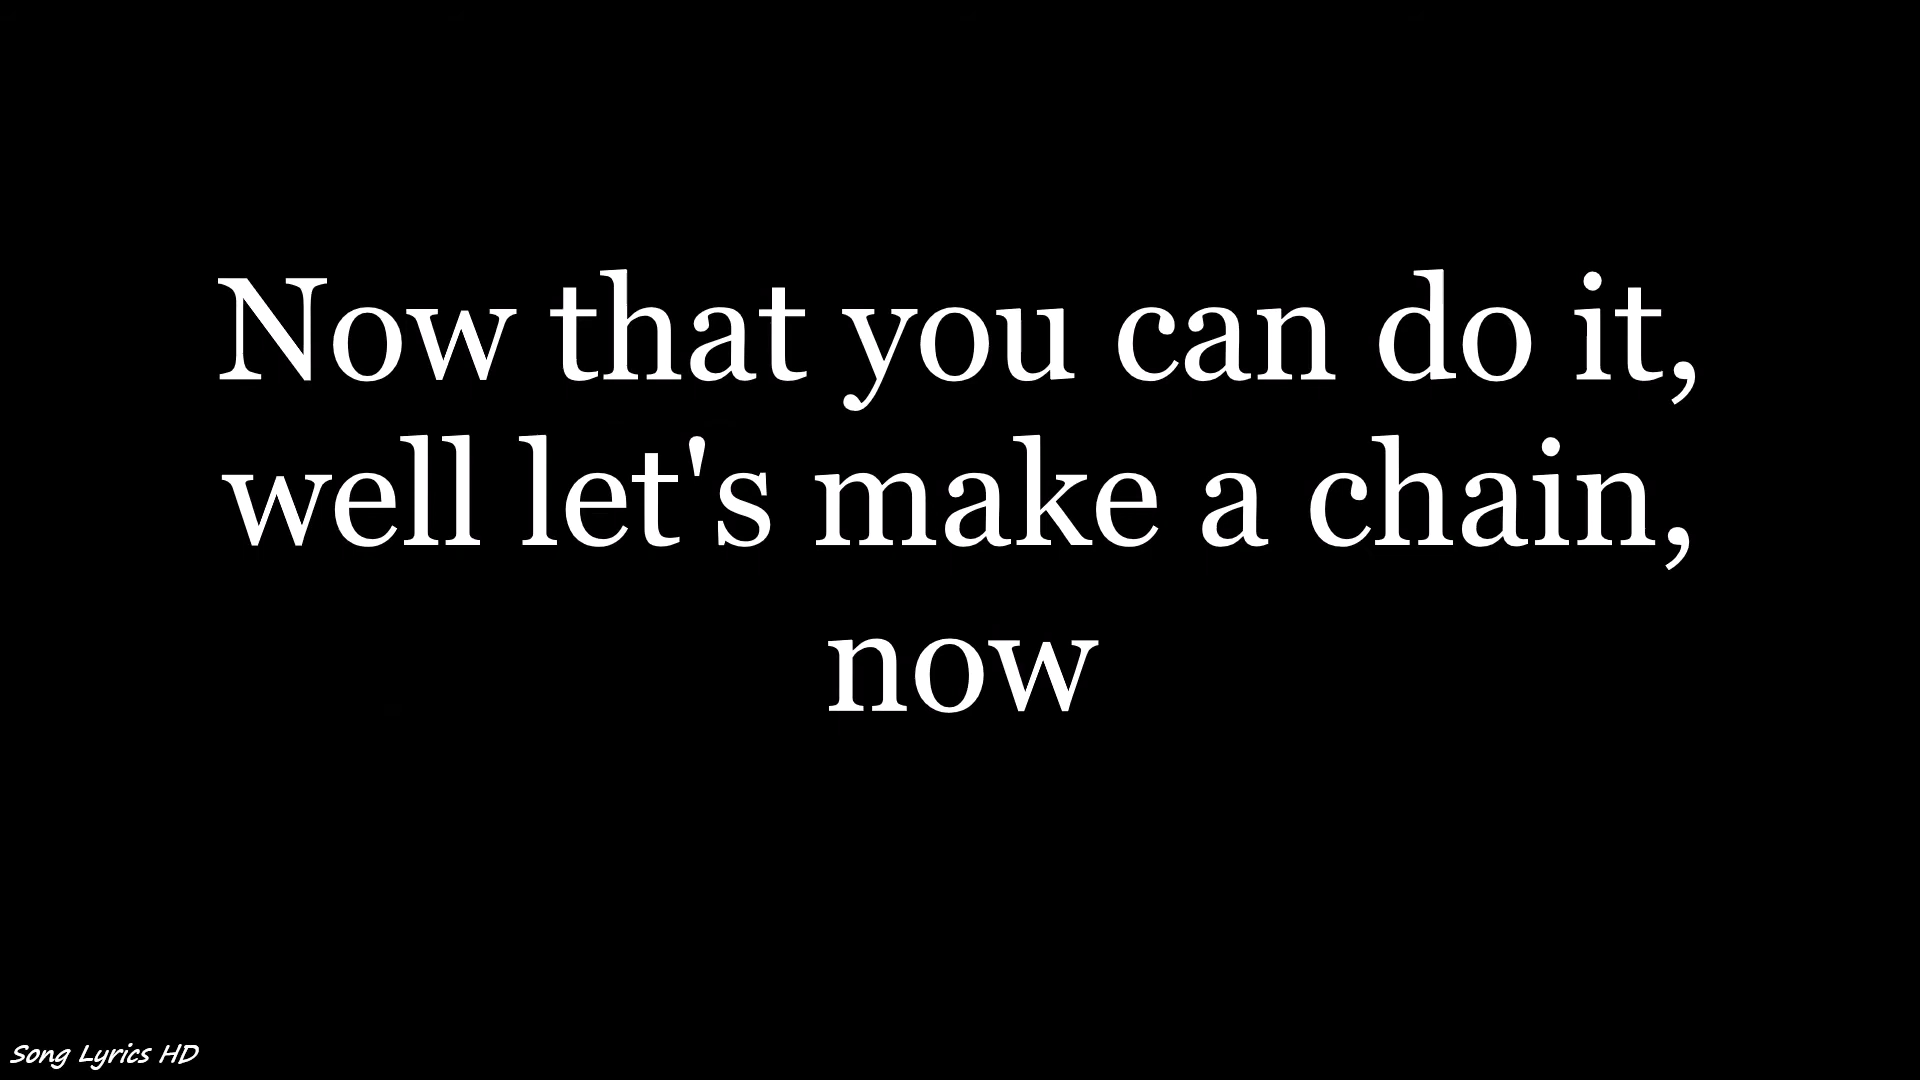 Now that you can do it,
well let's make a chain,
now
Song Lyrics HD